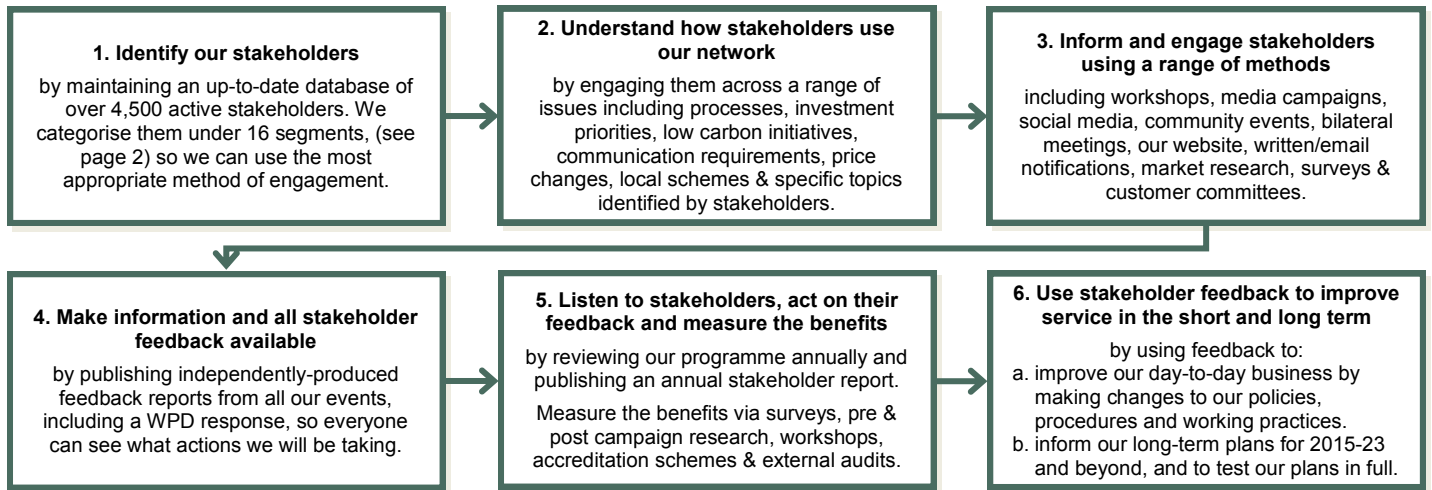 1. Identify our stakeholders
by maintaining an up-to-date database of
over 4,500 active stakeholders. We
categorise them under 16 segments, (see
page 2) so we can use the most
appropriate method of engagement.
2. Understand how stakeholders use
our network
by engaging them across a range of
issues including processes, investment
priorities, low carbon initiatives,
communication requirements, price
changes, local schemes & specific topics
identified by stakeholders.
3. Inform and engage stakeholders
using a range of methods
including workshops, media campaigns,
social media, community events, bilateral
meetings, our website, written/email
notifications, market research, surveys &
customer committees.
4. Make information and all stakeholder
feedback available
by publishing independently-produced
feedback reports from all our events,
including a WPD response, so everyone
can see what actions we will be taking.
5. Listen to stakeholders, act on their
feedback and measure the benefits
by reviewing our programme annually and
publishing an annual stakeholder report.
Measure the benefits via surveys, pre &
post campaign research, workshops,
accreditation schemes & external audits.
6. Use stakeholder feedback to improve
service in the short and long term
by using feedback to:
a. improve our day-to-day business by
making changes to our policies,
procedures and working practices.
b. inform our long-term plans for 2015-23
and beyond, and to test our plans in full.